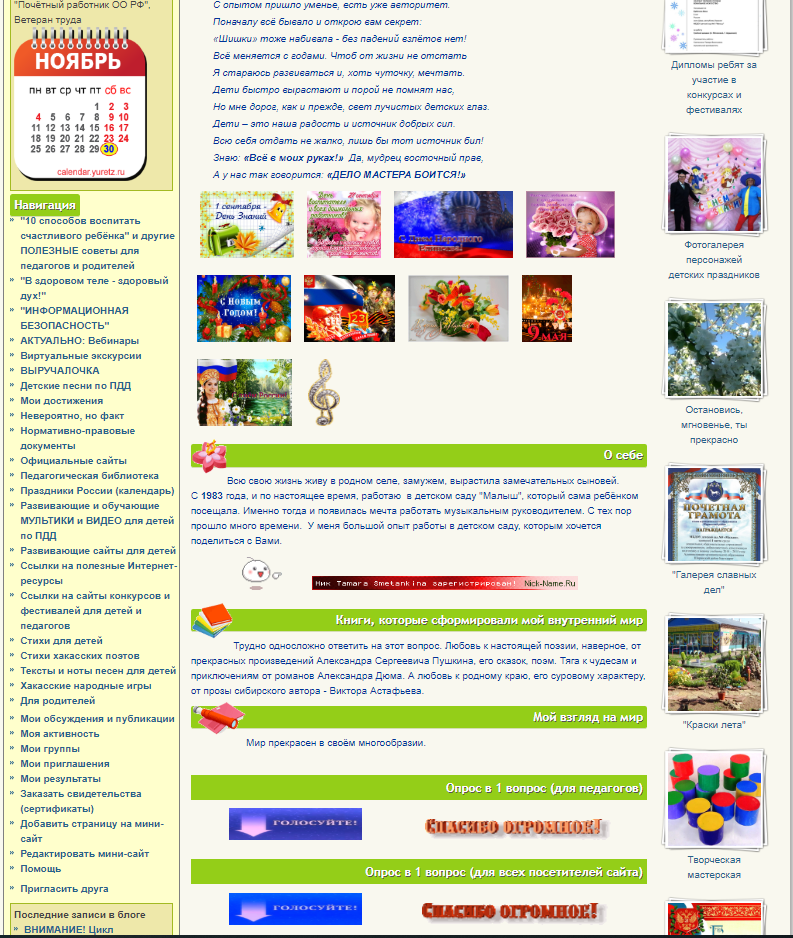 "Почётный работник ОО РФ",
Ветеран труда
НОЯБРЬ
пн вт ср чт пт сб вс
1 2 3
4 5 6 7 8 9 10
11 12 13 14 15 16 17
18 19 20 21 22 23 24
25 26 27 28 29 30
calendar.yuretz.ru
Навигация
"10 способов воспитать
счастливого ребёнка" и другие
ПОЛЕЗНЫЕ советы для
педагогов и родителей
"В здоровом теле - здоровый
дух!"
"ИНФОРМАЦИОННАЯ
БЕЗОПАСНОСТЬ"
АКТУАЛЬНО: Вебинары
Виртуальные экскурсии
ВЫРУЧАЛОЧКА
Детские песни по ПДД
Мои достижения
Невероятно, но факт
Нормативно-правовые
документы
Официальные сайты
Педагогическая библиотека
Праздники России (календарь)
Развивающие и обучающие
МУЛЬТИКИ и ВИДЕО для детей
по ПДД
Развивающие сайты для детей
Ссылки на полезные Интернет-
ресурсы
Ссылки на сайты конкурсов и
фестивалей для детей и
педагогов
Стихи для детей
Стихи хакасских поэтов
Тексты и ноты песен для детей
Хакасские народные игры
Для родителей
Мои обсуждения и публикации
Моя активность
Мои группы
Мои приглашения
Мои результаты
Заказать свидетельства
(сертификаты)
Добавить страницу на мини-
сайт
Редактировать мини-сайт
Помощь
Пригласить друга
Последние записи в блоге
ВНИМАНИЕ! Цикл
С опытом пришло уменье, есть уже авторитет.
Поначалу всё бывало и открою вам секрет:
«Шишки» тоже набивала - без падений взлётов нет!
Всё меняется с годами. Чтоб от жизни не отстать
Я стараюсь развиваться и, хоть чуточку, мечтать.
Дети быстро вырастают и порой не помнят нас,
Но мне дорог, как и прежде, свет лучистых детских глаз.
Дети – это наша радость и источник добрых сил.
Всю себя отдать не жалко, лишь бы тот источник бил!
Знаю: «Всё в моих руках!» Да, мудрец восточный прав,
А у нас так говорится: «ДЕЛО МАСТЕРА БОИТСЯ!»
1 сентября -
День Знаний
27 сентября
С Днём Народного
Единства!
С Новым
Годом!
23
8 Марта
9 МАЯ
О себе
Всю свою жизнь живу в родном селе, замужем, вырастила замечательных сыновей.
С 1983 года, и по настоящее время, работаю в детском саду "Малыш", который сама ребёнком
посещала. Именно тогда и появилась мечта работать музыкальным руководителем. С тех пор
прошло много времени. У меня большой опыт работы в детском саду, которым хочется
поделиться с Вами.
Ник Tamara Smetankina зарегистрирован! Nick-Name.Ru
Книги, которые сформировали мой внутренний мир
Трудно односложно ответить на этот вопрос. Любовь к настоящей поэзии, наверное, от
прекрасных произведений Александра Сергеевича Пушкина, его сказок, поэм. Тяга к чудесам и
приключениям от романов Александра Дюма. А любовь к родному краю, его суровому характеру,
от прозы сибирского автора - Виктора Астафьева.
Мой взгляд на мир
Мир прекрасен в своём многообразии.
Опрос в 1 вопрос (для педагогов)
ГОЛОСУЙТЕ!
Спасибо огромное!
Опрос в 1 вопрос (для всех посетителей сайта)
ГОЛОСУЙТЕ!
Спасибо огромное!
Дипломы ребят за
участие в
конкурсах и
фестивалях
Фотогалерея
персонажей
детских праздников
Остановись,
мгновенье, ты
прекрасно
ПОЧЕТНАЯ
ГРАМОТА
НАГРАЖДАЕТСЯ
"Галерея славных
дел"
"Краски лета"
Творческая
мастерская